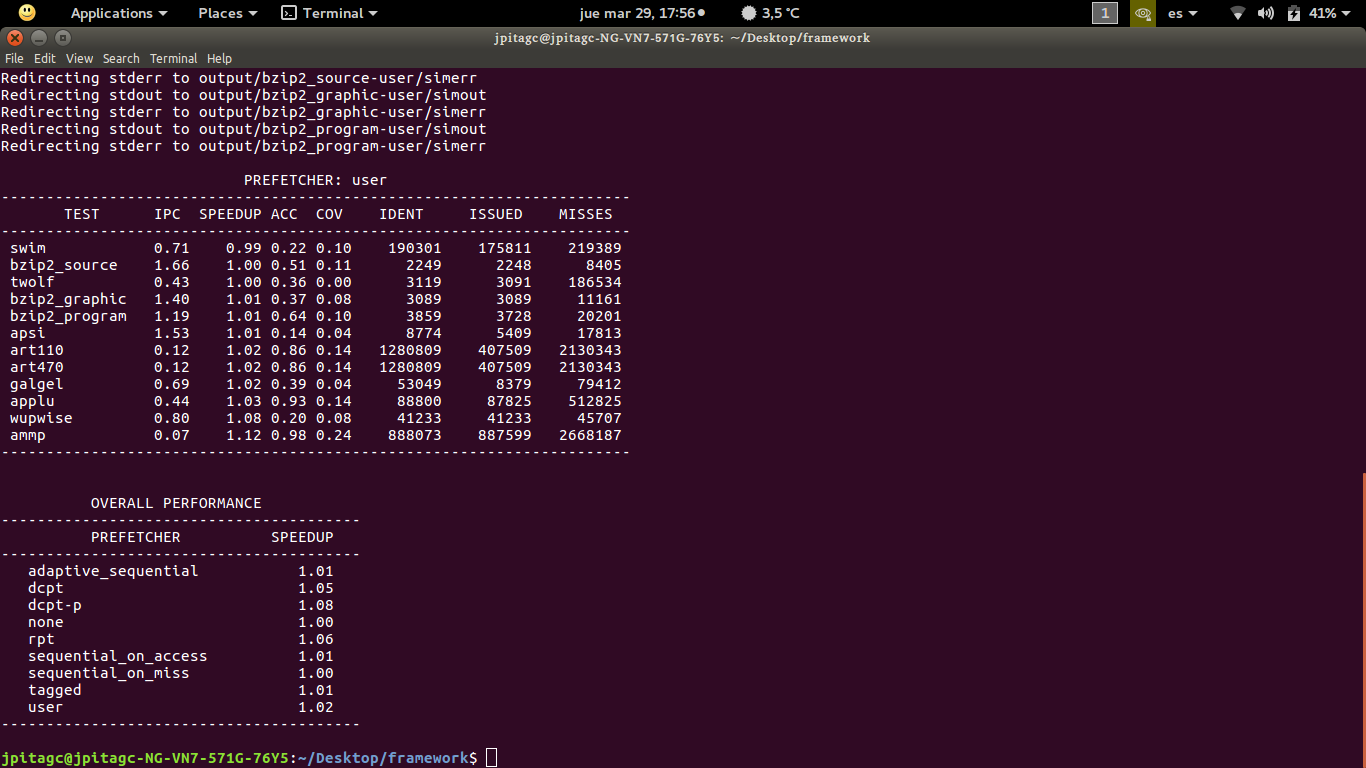 Applications Places Terminal jue mar 29, 17:56 3,5 °C 1 es 41%
jpitagc@jpitagc-NG-VN7-571G-76Y5: ~/Desktop/framework
File Edit View Search Terminal Help
Redirecting stderr to output/bzip2_source-user/simerr
Redirecting stdout to output/bzip2_graphic-user/simout
Redirecting stderr to output/bzip2_graphic-user/simerr
Redirecting stdout to output/bzip2_program-user/simout
Redirecting stderr to output/bzip2_program-user/simerr
PREFETCHER: user
----------------------------------------------------------------------
TEST IPC SPEEDUP ACC COV IDENT ISSUED MISSES
----------------------------------------------------------------------
swim 0.71 0.99 0.22 0.10 190301 175811 219389
bzip2_source 1.66 1.00 0.51 0.11 2249 2248 8405
twolf 0.43 1.00 0.36 0.00 3119 3091 186534
bzip2_graphic 1.40 1.01 0.37 0.08 3089 3089 11161
bzip2_program 1.19 1.01 0.64 0.10 3859 3728 20201
apsi 1.53 1.01 0.14 0.04 8774 5409 17813
art110 0.12 1.02 0.86 0.14 1280809 407509 2130343
art470 0.12 1.02 0.86 0.14 1280809 407509 2130343
galgel 0.69 1.02 0.39 0.04 53049 8379 79412
applu 0.44 1.03 0.93 0.14 88800 87825 512825
wupwise 0.80 1.08 0.20 0.08 41233 41233 45707
ammp 0.07 1.12 0.98 0.24 888073 887599 2668187
----------------------------------------------------------------------
OVERALL PERFORMANCE
----------------------------------------
PREFETCHER SPEEDUP
----------------------------------------
adaptive_sequential 1.01
dcpt 1.05
dcpt-p 1.08
none 1.00
rpt 1.06
sequential_on_access 1.01
sequential_on_miss 1.00
tagged 1.01
user 1.02
----------------------------------------
jpitagc@jpitagc-NG-VN7-571G-76Y5:~/Desktop/framework$